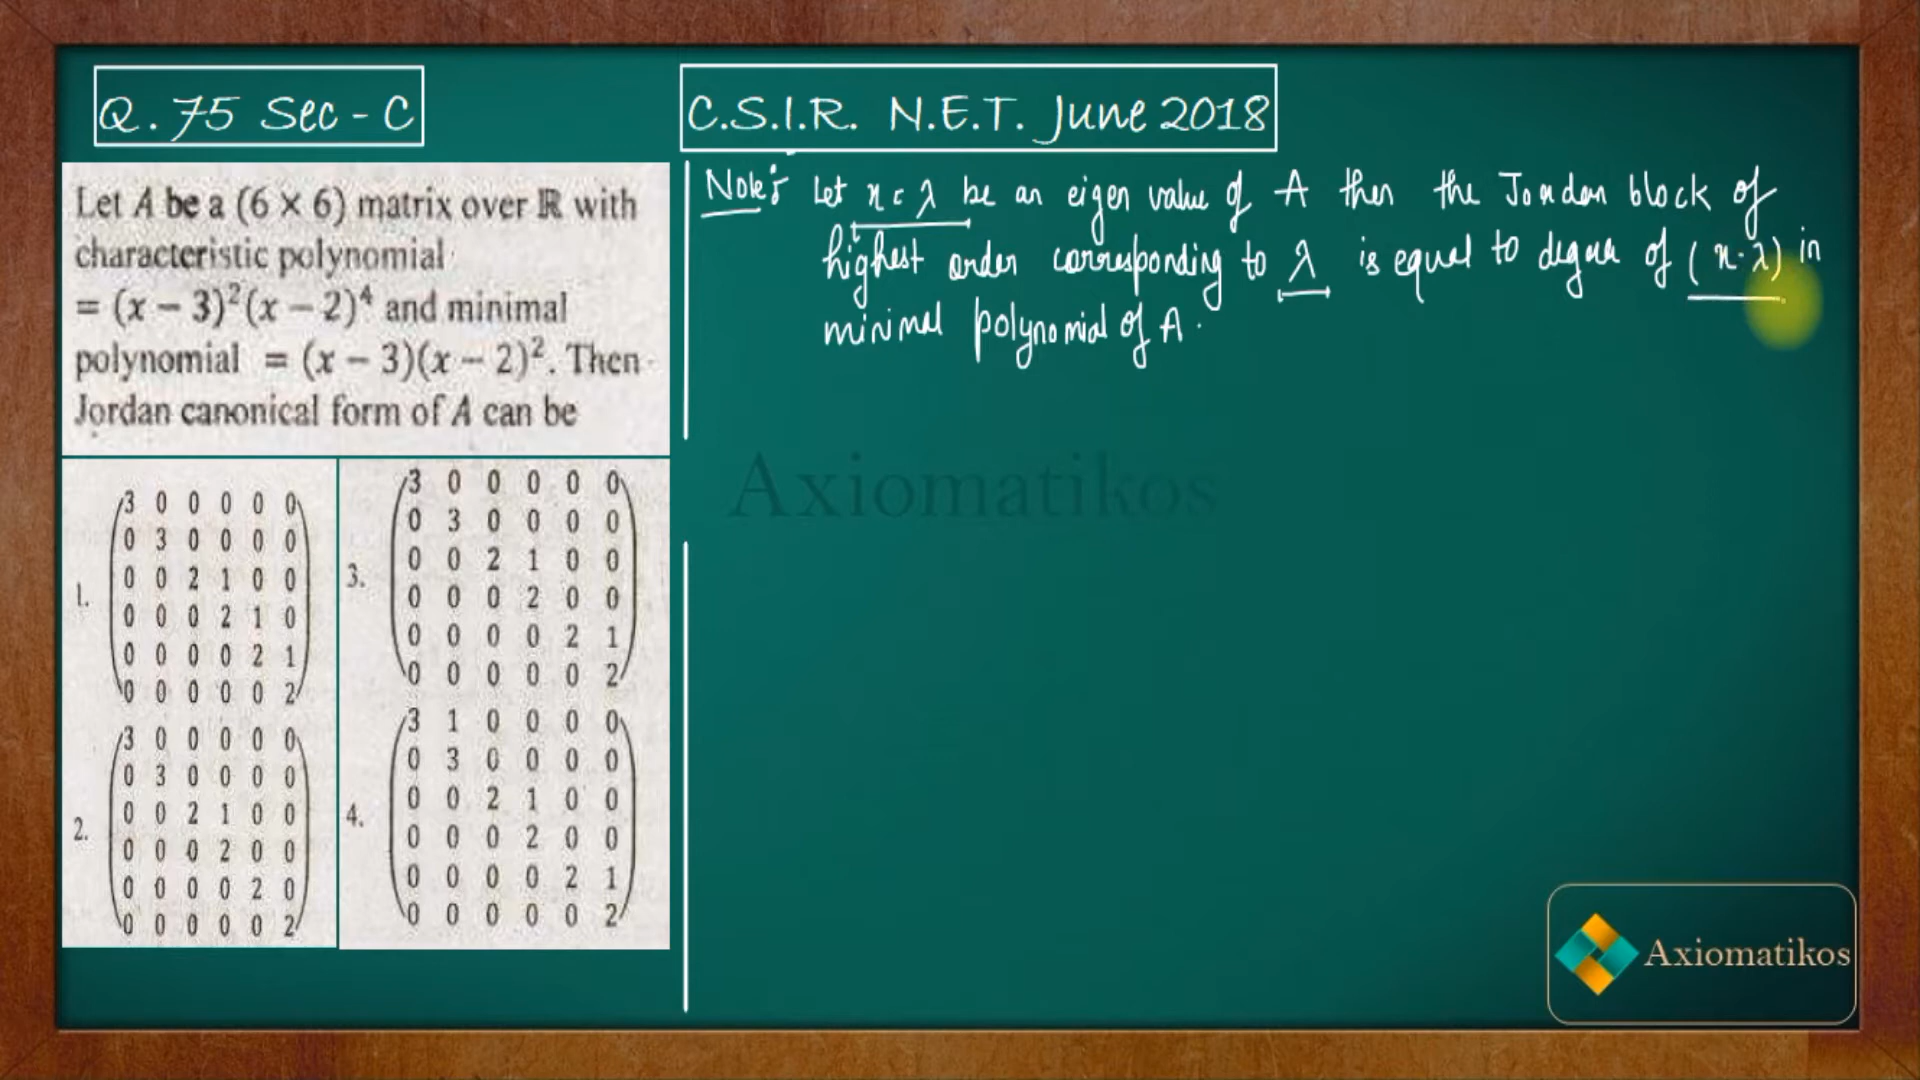 Q. 75 Sec - C
C.S.I.R. N.E.T. June 2018
Let A be a (6 × 6) matrix over ℝ with
characteristic polynomial
= (x − 3)²(x − 2)⁴ and minimal
polynomial = (x − 3)(x − 2)². Then
Jordan canonical form of A can be
1.
3 0 0 0 0 0
0 3 0 0 0 0
0 0 2 1 0 0
0 0 0 2 1 0
0 0 0 0 2 1
0 0 0 0 0 2
2.
3 0 0 0 0 0
0 3 0 0 0 0
0 0 2 1 0 0
0 0 0 2 0 0
0 0 0 0 2 0
0 0 0 0 0 2
3.
3 0 0 0 0 0
0 3 0 0 0 0
0 0 2 1 0 0
0 0 0 2 0 0
0 0 0 0 2 1
0 0 0 0 0 2
4.
3 1 0 0 0 0
0 3 0 0 0 0
0 0 2 1 0 0
0 0 0 2 0 0
0 0 0 0 2 1
0 0 0 0 0 2
Note: Let x = λ be an eigen value of A then the Jordan block of
highest order corresponding to λ is equal to degree of (x - λ) in
minimal polynomial of A.
Axiomatikos
Axiomatikos